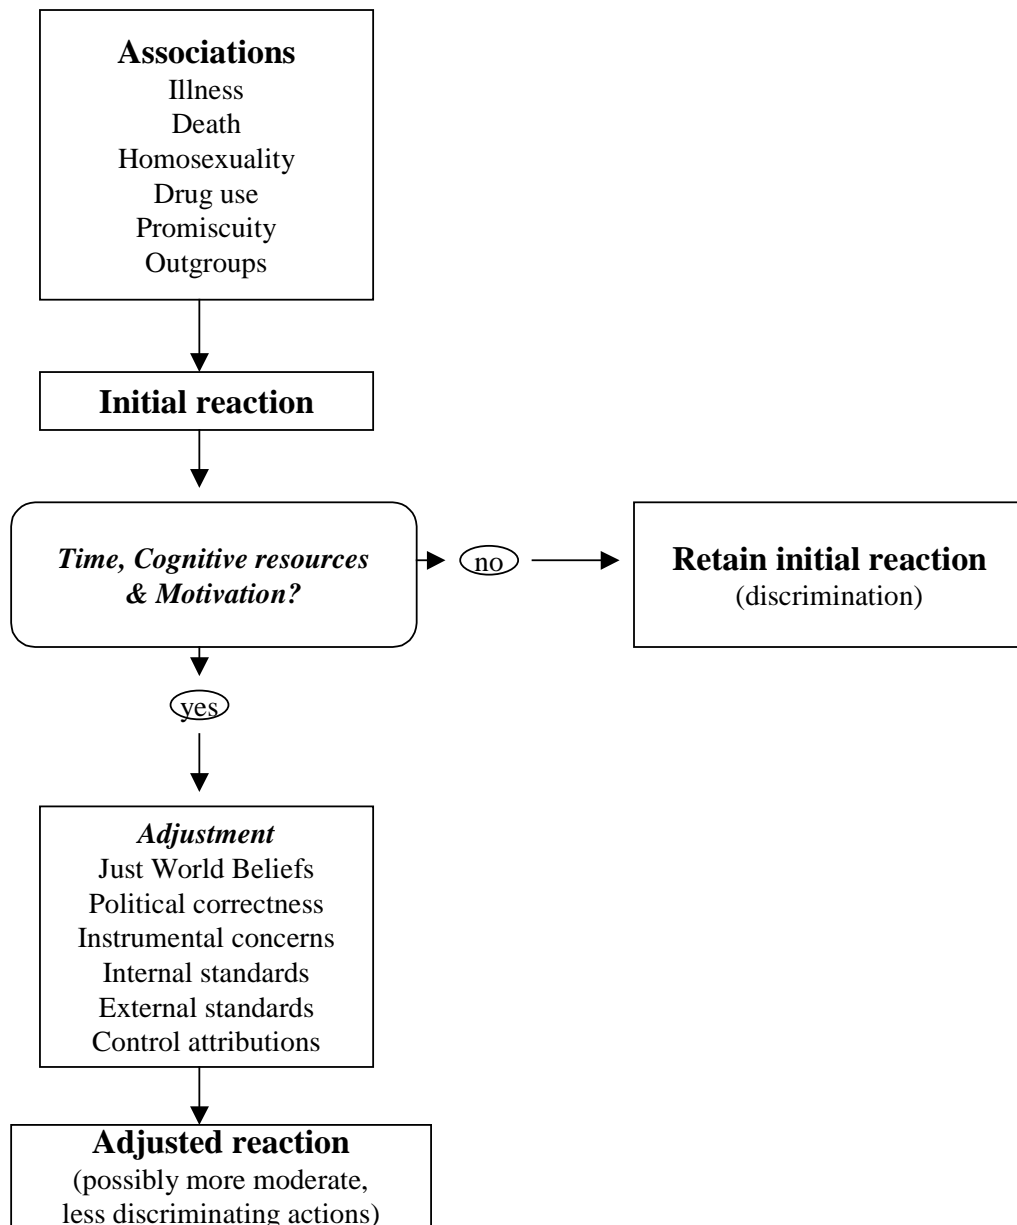 Associations
Illness
Death
Homosexuality
Drug use
Promiscuity
Outgroups
Initial reaction
Time, Cognitive resources
& Motivation?
no
Retain initial reaction
(discrimination)
yes
Adjustment
Just World Beliefs
Political correctness
Instrumental concerns
Internal standards
External standards
Control attributions
Adjusted reaction
(possibly more moderate,
less discriminating actions)